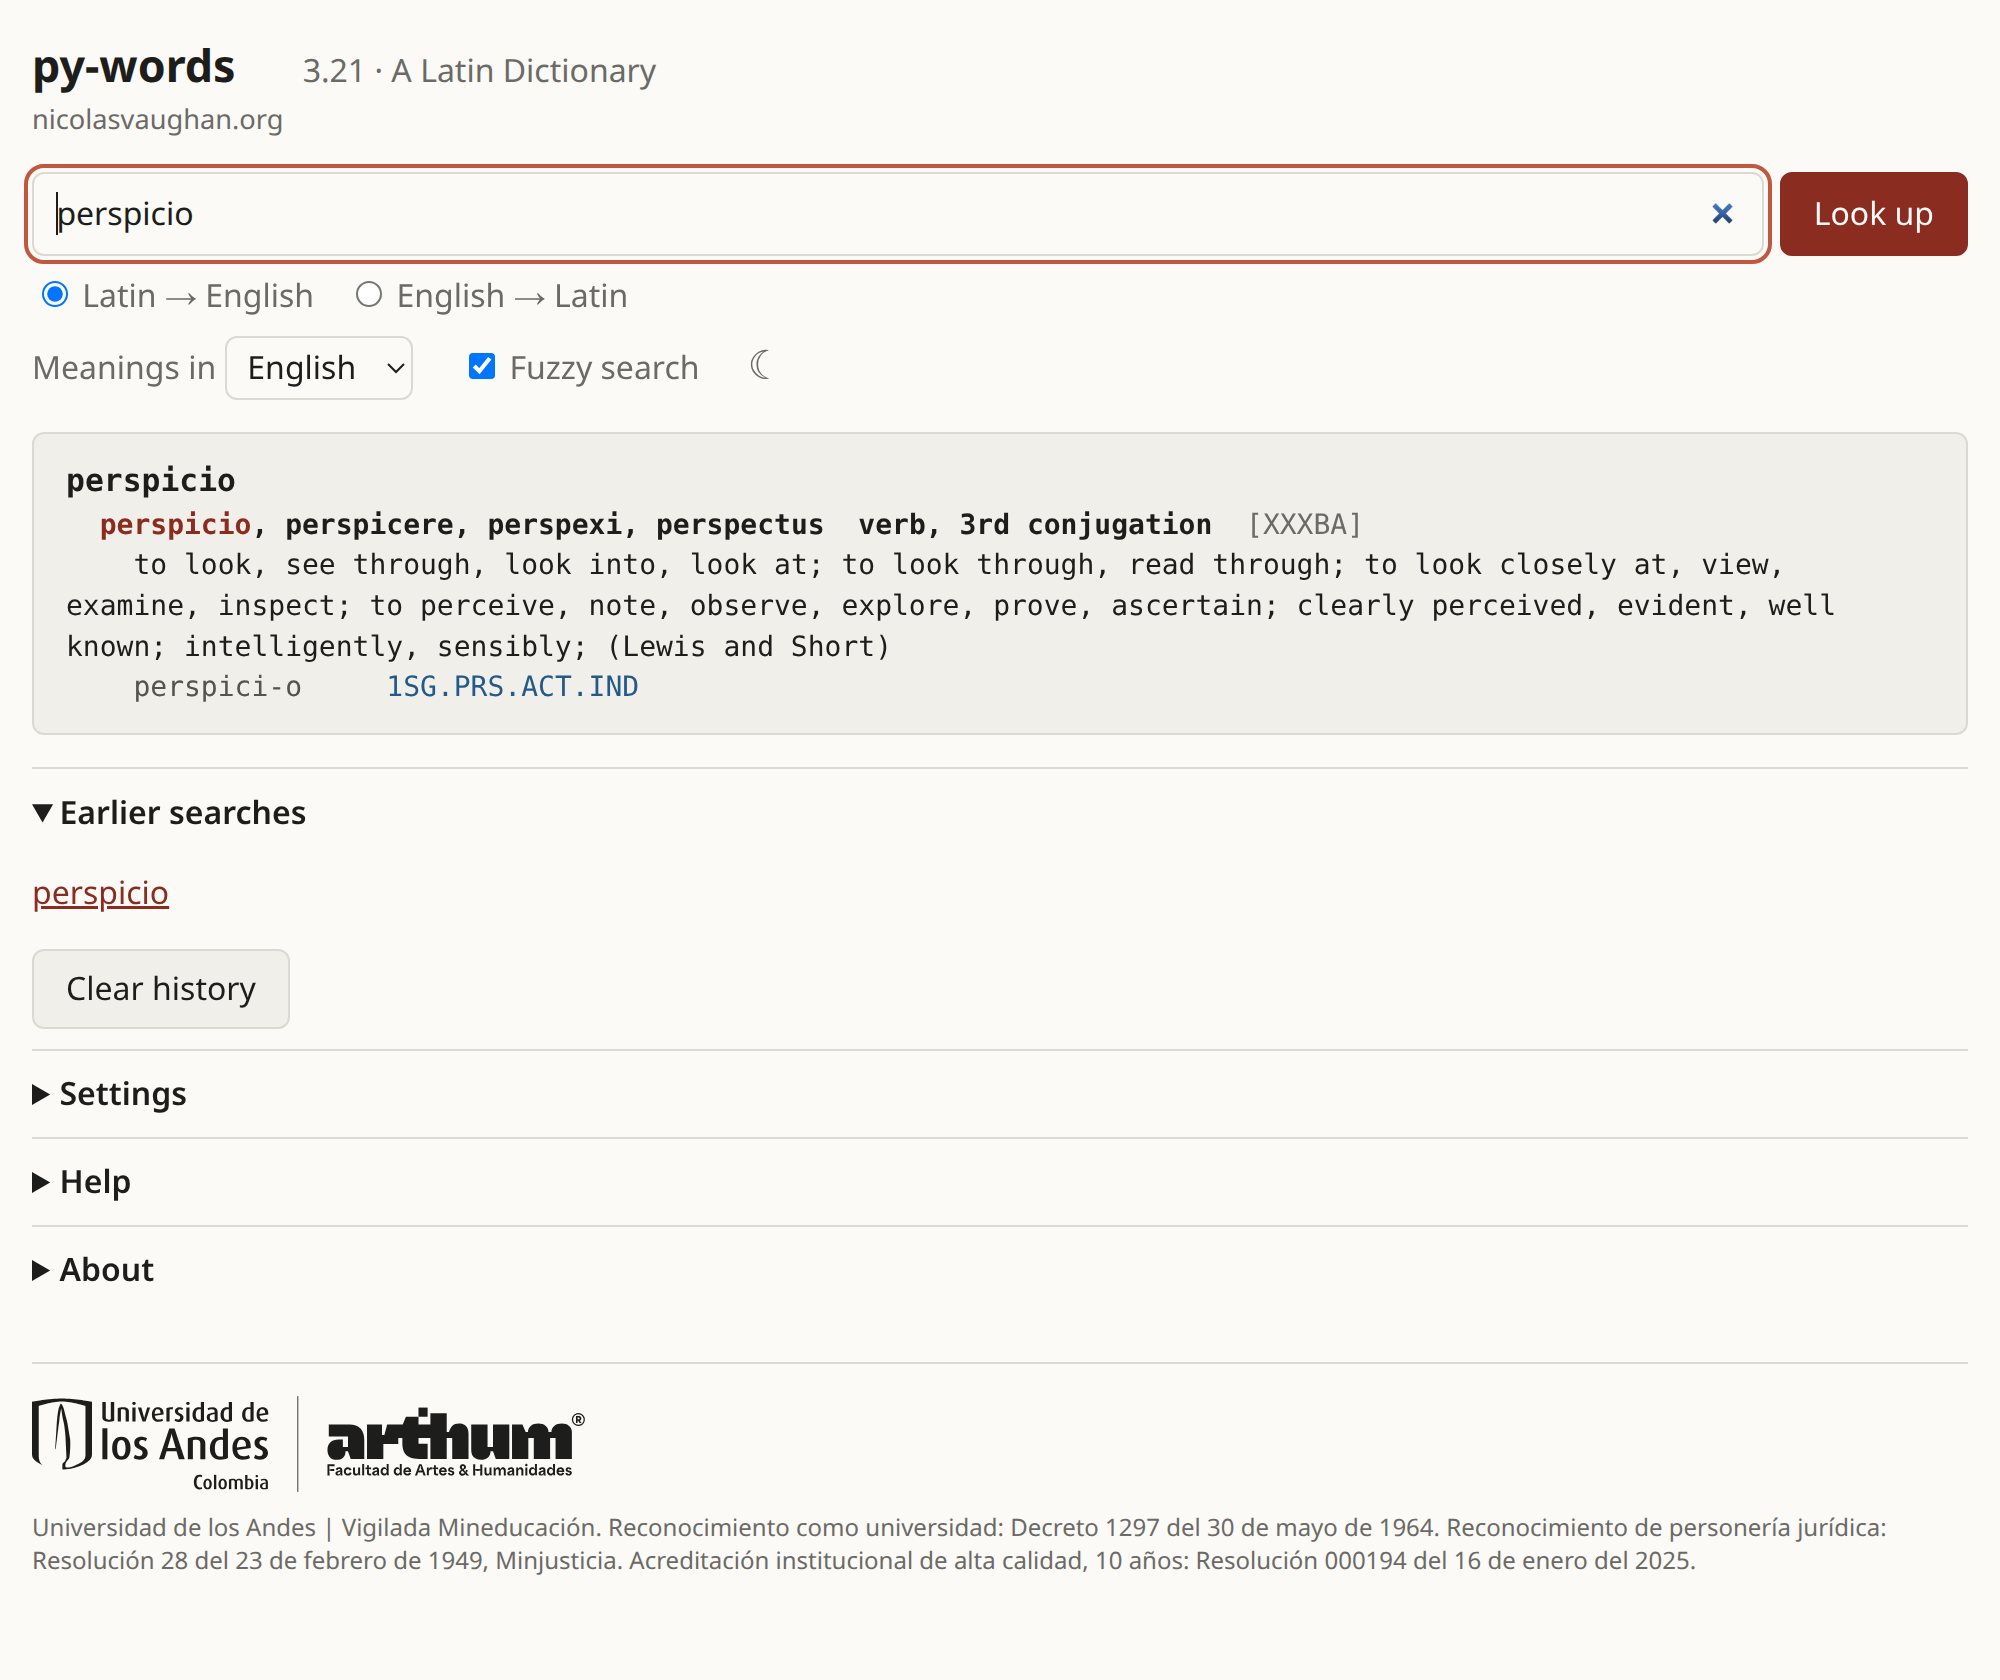 py-words 3.21 · A Latin Dictionary
nicolasvaughan.org
perspicio
Look up
Latin → English English → Latin
Meanings in English Fuzzy search
perspicio
perspicio, perspicere, perspexi, perspectus verb, 3rd conjugation [XXXBA]
to look, see through, look into, look at; to look through, read through; to look closely at, view,
examine, inspect; to perceive, note, observe, explore, prove, ascertain; clearly perceived, evident, well
known; intelligently, sensibly; (Lewis and Short)
perspici-o 1SG.PRS.ACT.IND
Earlier searches
perspicio
Clear history
Settings
Help
About
Universidad de
los Andes
Colombia
arthum®
Facultad de Artes & Humanidades
Universidad de los Andes | Vigilada Mineducación. Reconocimiento como universidad: Decreto 1297 del 30 de mayo de 1964. Reconocimiento de personería jurídica:
Resolución 28 del 23 de febrero de 1949, Minjusticia. Acreditación institucional de alta calidad, 10 años: Resolución 000194 del 16 de enero del 2025.